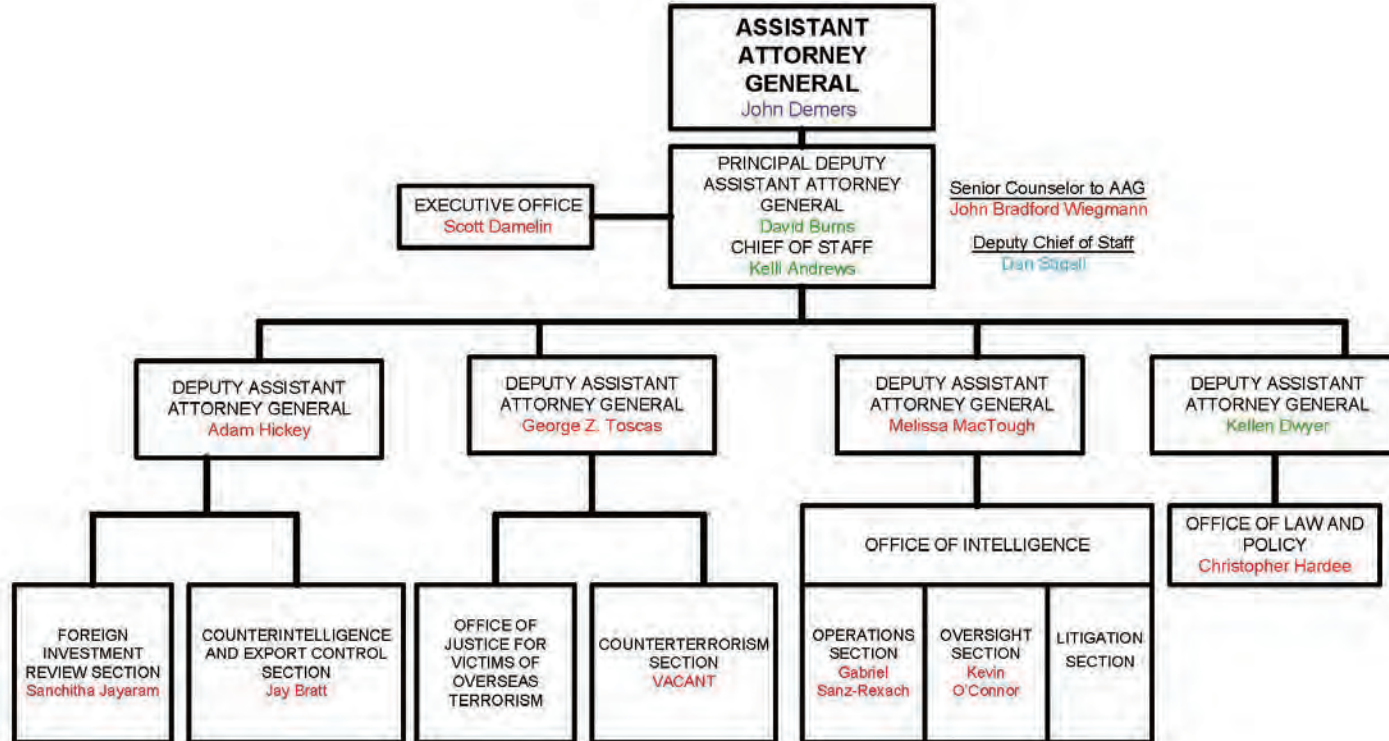 ASSISTANT
ATTORNEY
GENERAL
John Demers
PRINCIPAL DEPUTY
ASSISTANT ATTORNEY
GENERAL
David Burns
CHIEF OF STAFF
Kelli Andrews
EXECUTIVE OFFICE
Scott Damelin
Senior Counselor to AAG
John Bradford Wiegmann
Deputy Chief of Staff
Dan
DEPUTY ASSISTANT
ATTORNEY GENERAL
Adam Hickey
DEPUTY ASSISTANT
ATTORNEY GENERAL
George Z. Toscas
DEPUTY ASSISTANT
ATTORNEY GENERAL
Melissa MacTough
DEPUTY ASSISTANT
ATTORNEY GENERAL
Kellen Dwyer
FOREIGN
INVESTMENT
REVIEW SECTION
Sanchitha Jayaram
COUNTERINTELLIGENCE
AND EXPORT CONTROL
SECTION
Jay Bratt
OFFICE OF
JUSTICE FOR
VICTIMS OF
OVERSEAS
TERRORISM
COUNTERTERRORISM
SECTION
VACANT
OFFICE OF INTELLIGENCE
OPERATIONS
SECTION
Gabriel
Sanz-Rexach
OVERSIGHT
SECTION
Kevin
O'Connor
LITIGATION
SECTION
OFFICE OF LAW AND
POLICY
Christopher Hardee